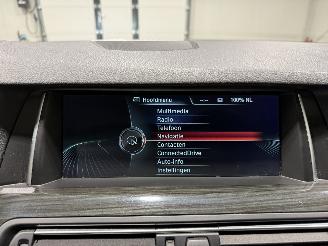 Hoofdmenu --:-- 100% NL
Multimedia
Radio
Telefoon
Navigatie
Contacten
ConnectedDrive
Auto-info
Instellingen